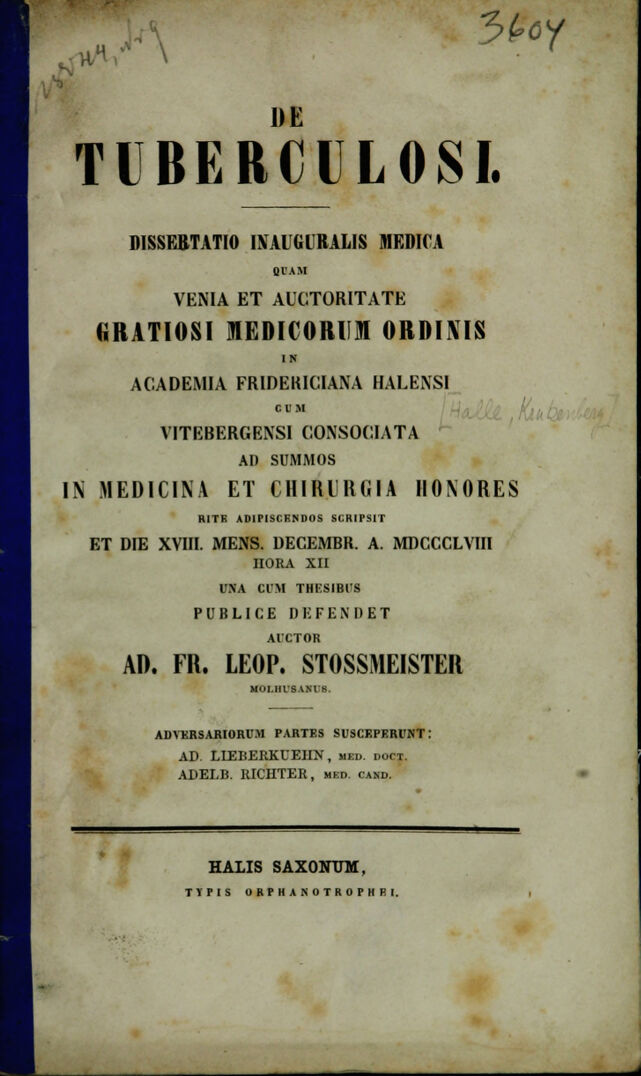 3604
DE
TUBERCULOSI.
DISSERTATIO INAUGURALIS MEDICA
QUAM
VENIA ET AUCTORITATE
GRATIOSI MEDICORUM ORDINIS
IN
ACADEMIA FRIDERICIANA HALENSI
CUM
[Halle,
VITEBERGENSI CONSOCIATA
AD SUMMOS
IN MEDICINA ET CHIRURGIA HONORES
RITE ADIPISCENDOS SCRIPSIT
ET DIE XVIII. MENS. DECEMBR. A. MDCCCLVIII
HORA XII
UNA CUM THESIBUS
PUBLICE DEFENDET
AUCTOR
AD. FR. LEOP. STOSSMEISTER
MOLHUSANUS.
ADVERSARIORUM PARTES SUSCEPERUNT:
AD. LIEBERKUEHN, MED. DOCT.
ADELB. RICHTER, MED. CAND.
HALIS SAXONUM,
TYPIS ORPHANOTROPHEI.